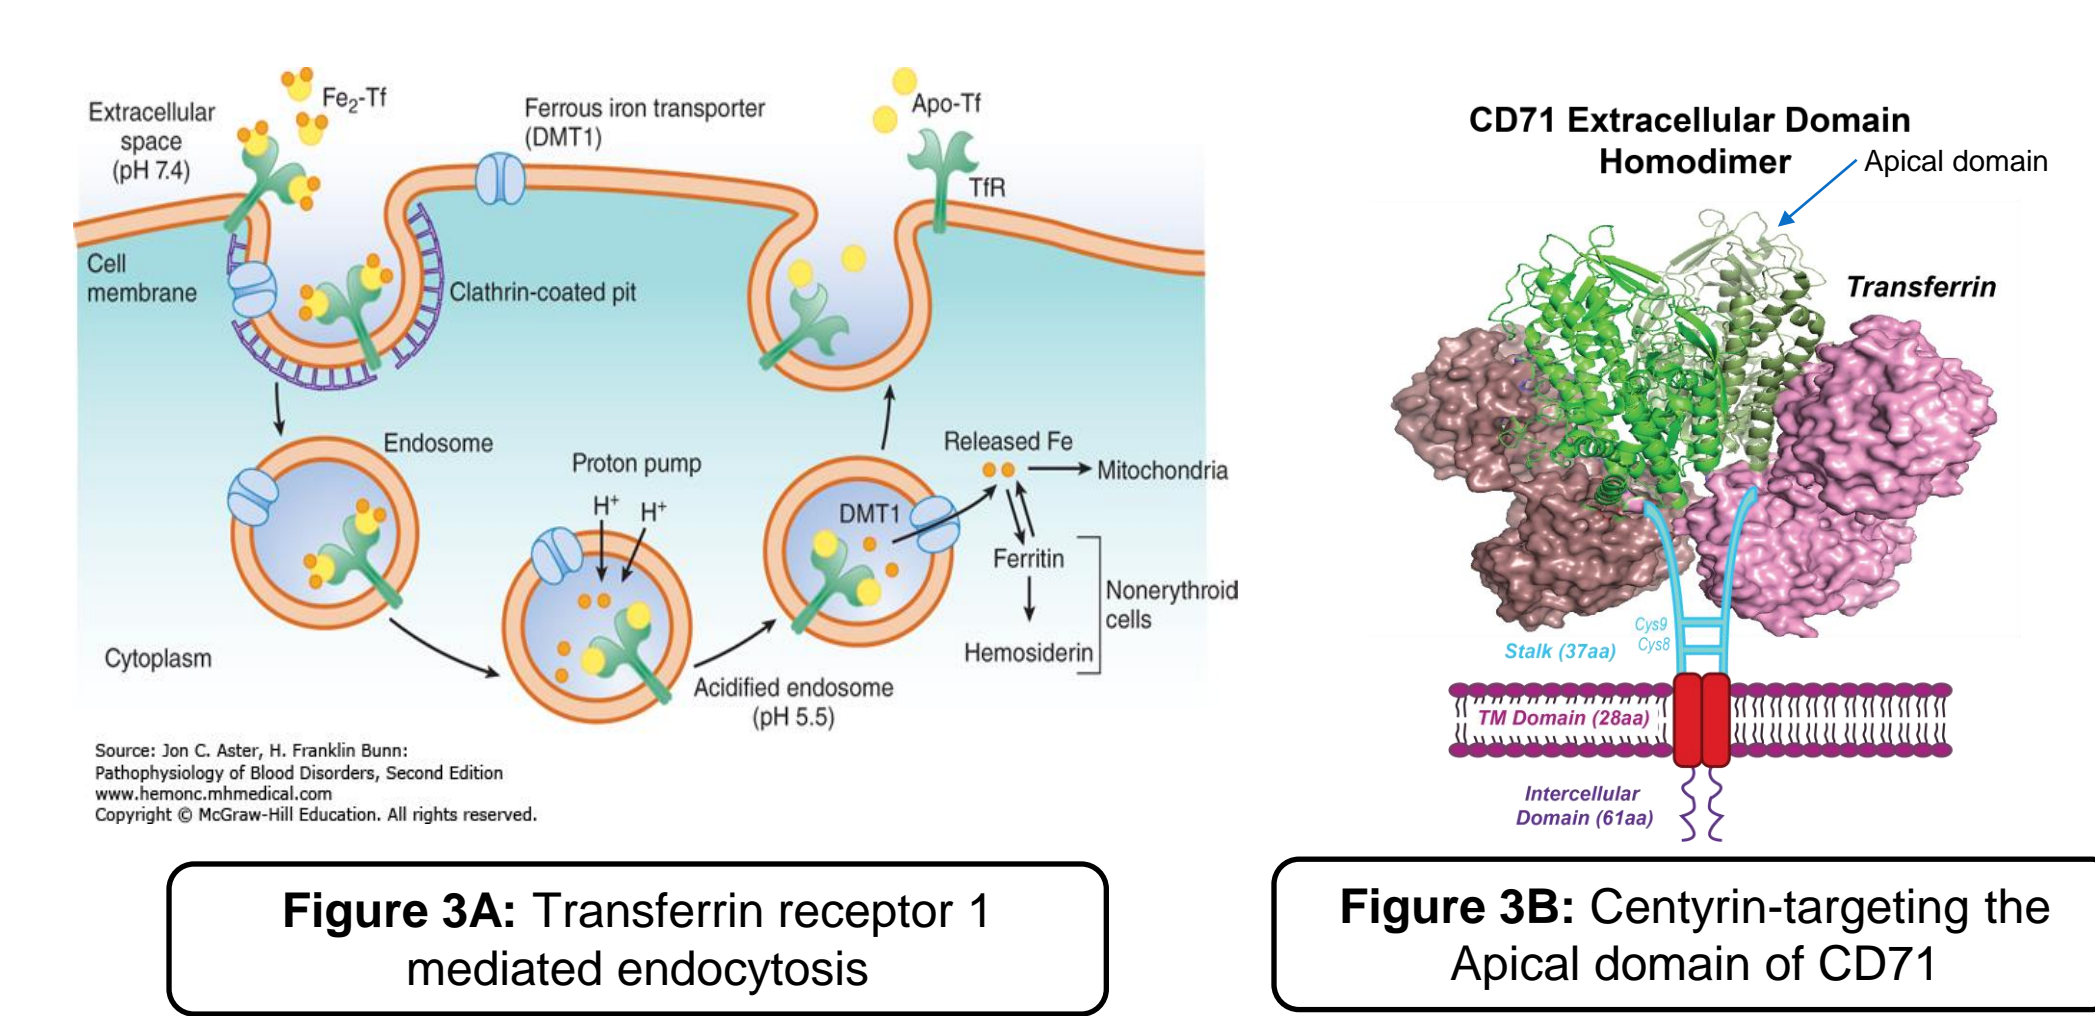 Extracellular
space
(pH 7.4)
Fe2-Tf
Ferrous iron transporter
(DMT1)
Apo-Tf
TfR
Cell
membrane
Clathrin-coated pit
Endosome
Proton pump
H+
H+
Released Fe
Mitochondria
DMT1
Ferritin
Nonerythroid
cells
Hemosiderin
Cytoplasm
Acidified endosome
(pH 5.5)
Source: Jon C. Aster, H. Franklin Bunn:
Pathophysiology of Blood Disorders, Second Edition
www.hemonc.mhmedical.com
Copyright © McGraw-Hill Education. All rights reserved.
Figure 3A: Transferrin receptor 1
mediated endocytosis
CD71 Extracellular Domain
Homodimer
Apical domain
Transferrin
Cys9
Cys8
Stalk (37aa)
TM Domain (28aa)
Intercellular
Domain (61aa)
Figure 3B: Centyrin-targeting the
Apical domain of CD71